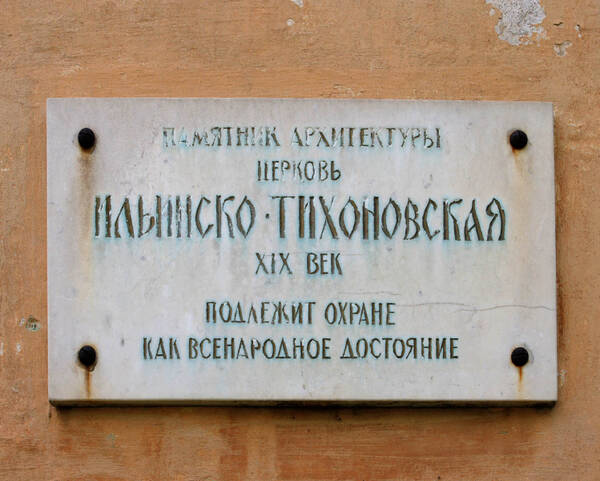 ПАМЯТНИК АРХИТЕКТУРЫ
ЦЕРКОВЬ
ИЛЬИНСКО · ТИХОНОВСКАЯ
XIX ВЕК
ПОДЛЕЖИТ ОХРАНЕ
КАК ВСЕНАРОДНОЕ ДОСТОЯНИЕ